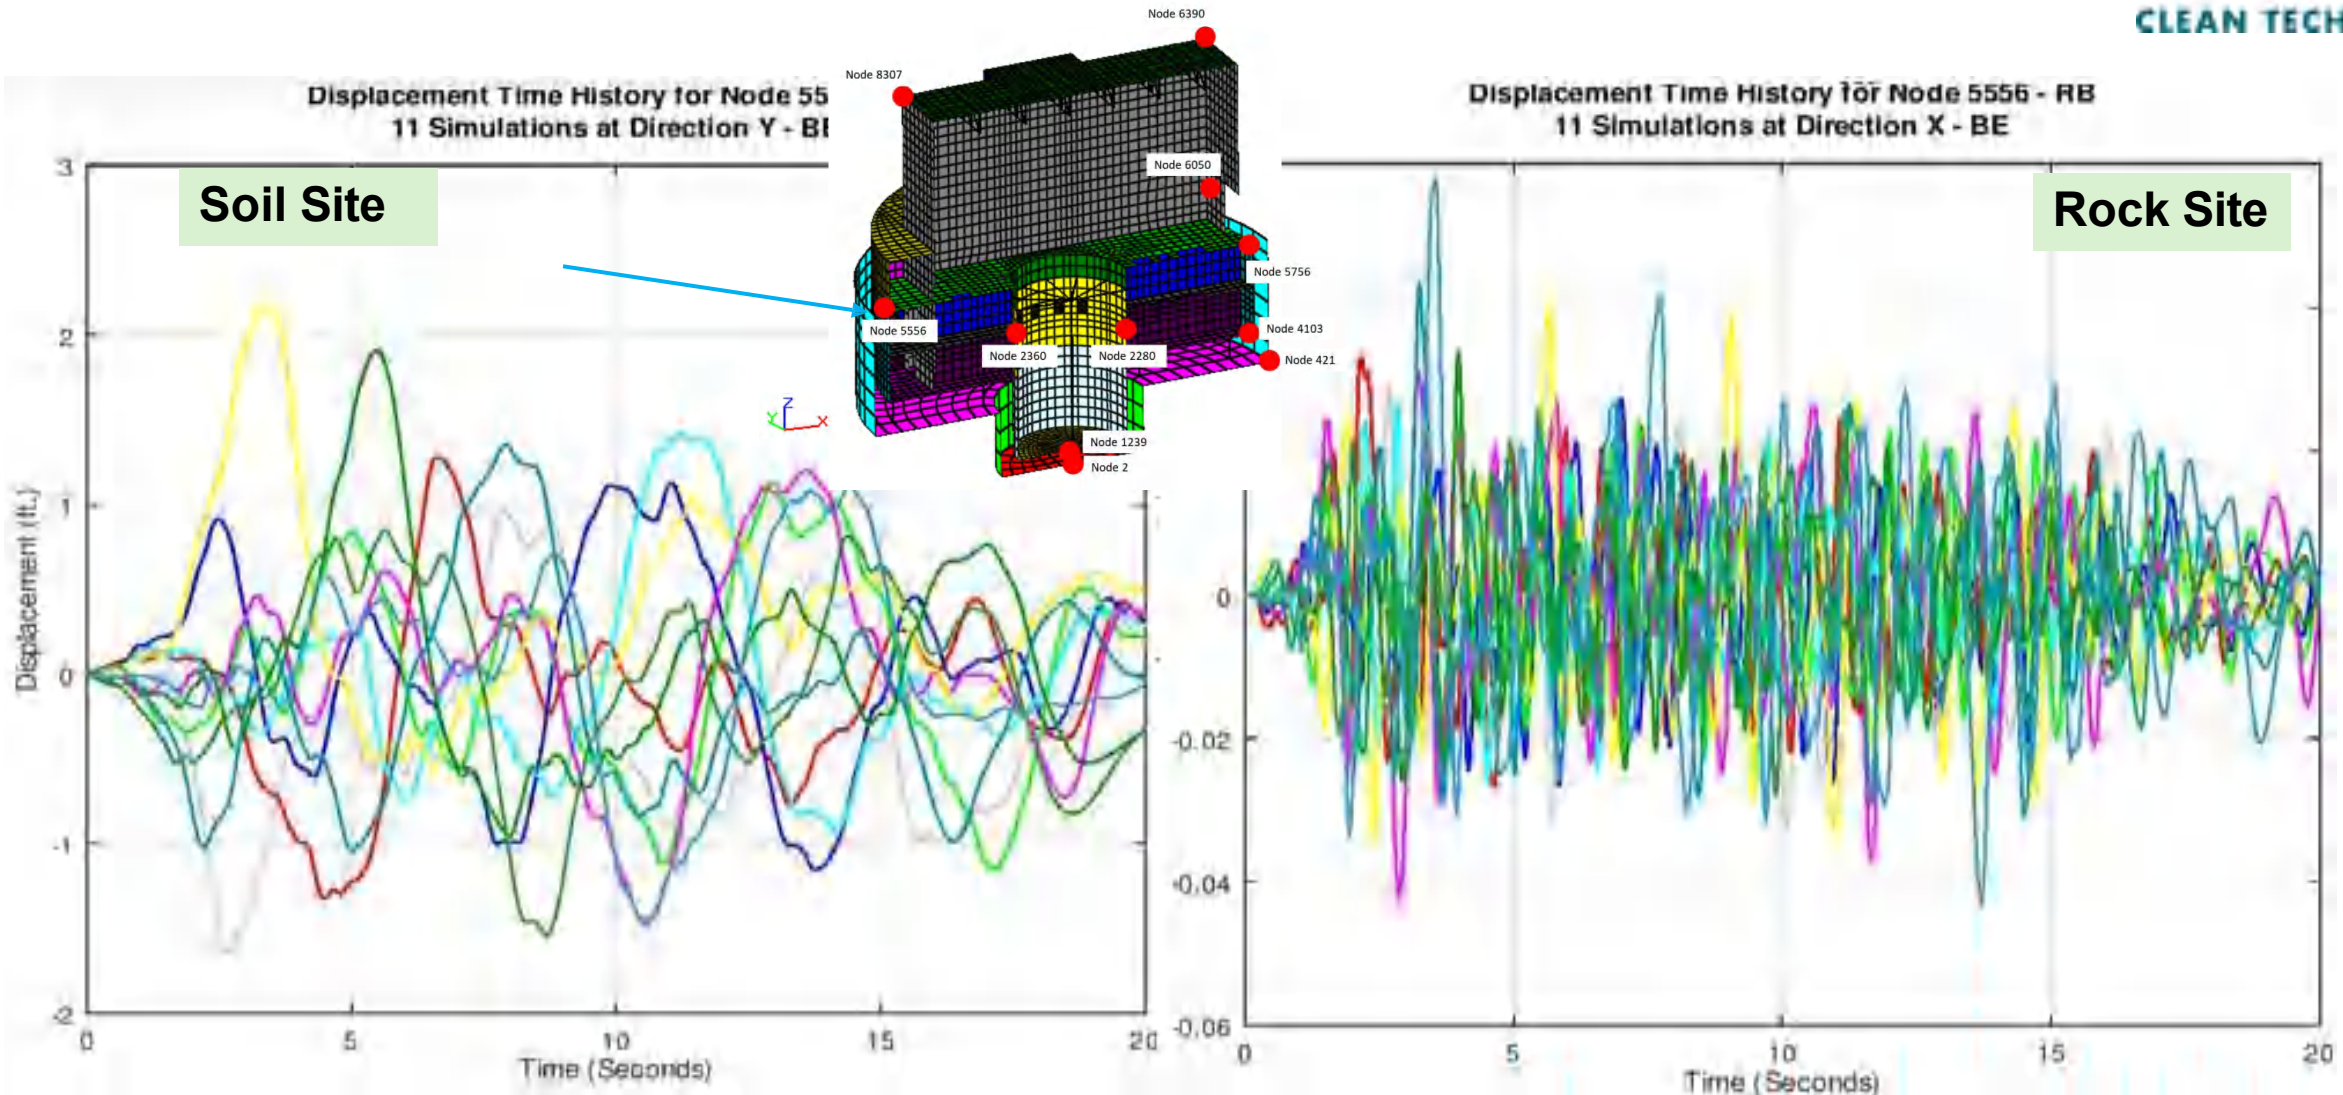 CLEAN TECH
Displacement Time History for Node 55
11 Simulations at Direction Y - BE
Soil Site
3
2
1
0
-1
-2
Displacement (ft.)
0
5
10
15
20
Time (Seconds)
Node 6390
Node 8307
Node 6050
Node 5756
Node 5556
Node 2360
Node 2280
Node 4103
Node 421
Node 1239
Node 2
Z
Y
X
Displacement Time History for Node 5556 - RB
11 Simulations at Direction X - BE
Rock Site
0
-0.02
-0.04
-0.06
0
5
10
15
20
Time (Seconds)